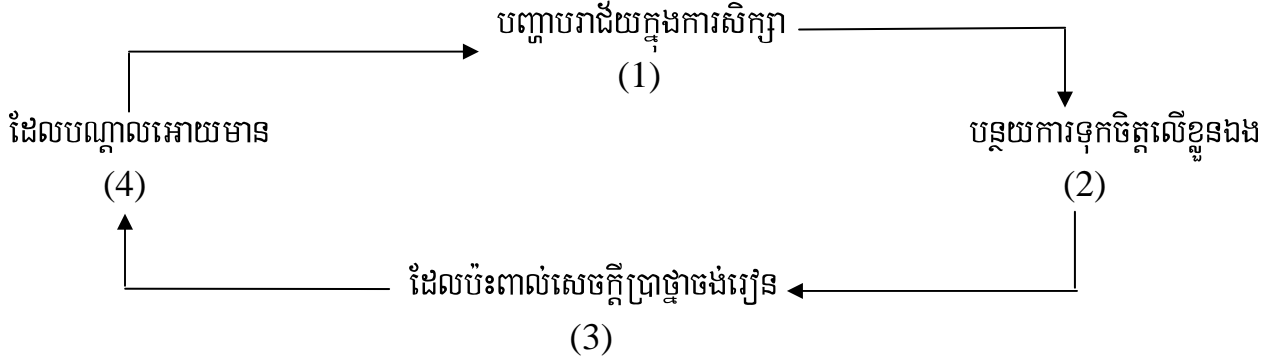 បញ្ហាបរាជ័យក្នុងការសិក្សា
(1)
ដែលបណ្តាលអោយមាន
(4)
បន្ថយការទុកចិត្តលើខ្លួនឯង
(2)
ដែលប៉ះពាល់សេចក្តីប្រាថ្នាចង់រៀន
(3)